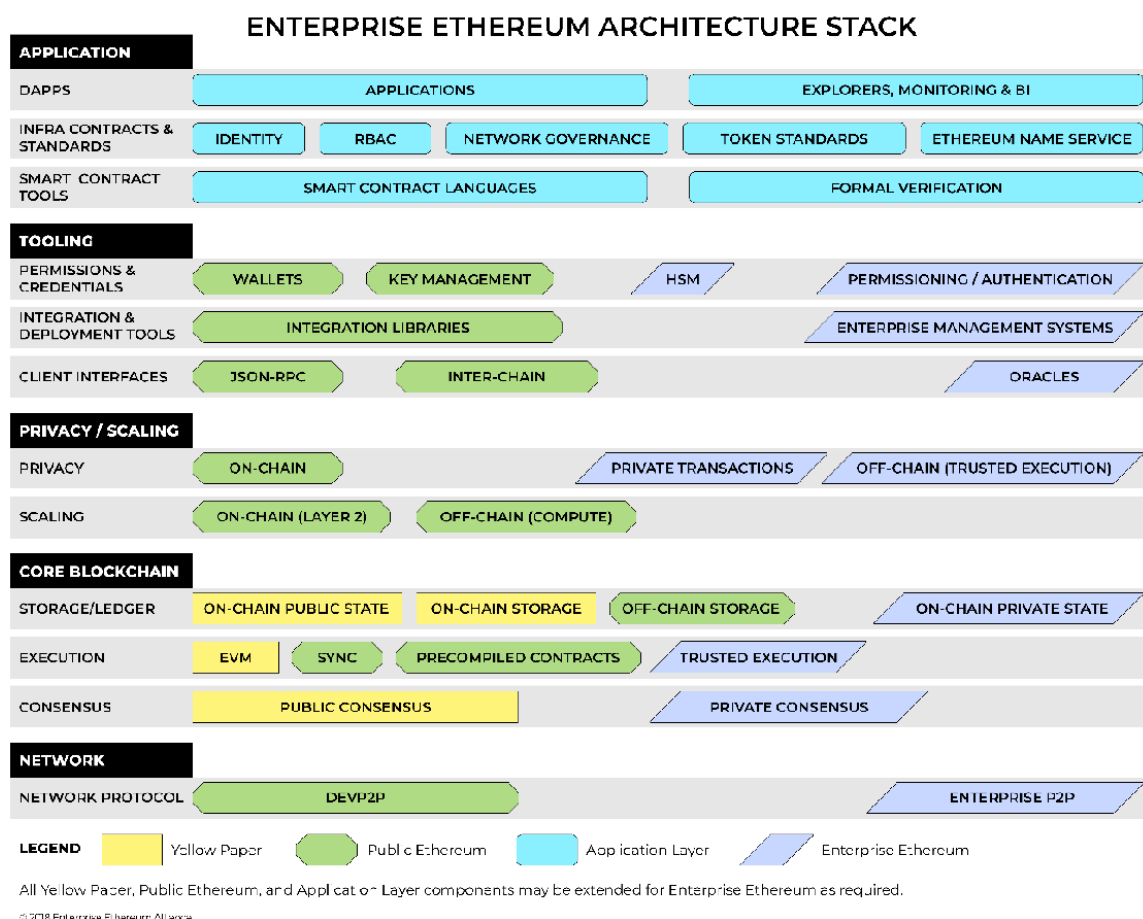 ENTERPRISE ETHEREUM ARCHITECTURE STACK
APPLICATION
DAPPS
APPLICATIONS
EXPLORERS, MONITORING & BI
INFRA CONTRACTS &
STANDARDS
IDENTITY
RBAC
NETWORK GOVERNANCE
TOKEN STANDARDS
ETHEREUM NAME SERVICE
SMART CONTRACT
TOOLS
SMART CONTRACT LANGUAGES
FORMAL VERIFICATION
TOOLING
PERMISSIONS &
CREDENTIALS
WALLETS
KEY MANAGEMENT
HSM
PERMISSIONING / AUTHENTICATION
INTEGRATION &
DEPLOYMENT TOOLS
INTEGRATION LIBRARIES
ENTERPRISE MANAGEMENT SYSTEMS
CLIENT INTERFACES
JSON-RPC
INTER-CHAIN
ORACLES
PRIVACY / SCALING
PRIVACY
ON-CHAIN
PRIVATE TRANSACTIONS
OFF-CHAIN (TRUSTED EXECUTION)
SCALING
ON-CHAIN (LAYER 2)
OFF-CHAIN (COMPUTE)
CORE BLOCKCHAIN
STORAGE/LEDGER
ON-CHAIN PUBLIC STATE
ON-CHAIN STORAGE
OFF-CHAIN STORAGE
ON-CHAIN PRIVATE STATE
EXECUTION
EVM
SYNC
PRECOMPILED CONTRACTS
TRUSTED EXECUTION
CONSENSUS
PUBLIC CONSENSUS
PRIVATE CONSENSUS
NETWORK
NETWORK PROTOCOL
DEVP2P
ENTERPRISE P2P
LEGEND
Yellow Paper
Public Ethereum
Application Layer
Enterprise Ethereum
All Yellow Paper, Public Ethereum, and Application Layer components may be extended for Enterprise Ethereum as required.
© 2018 Enterprise Ethereum Alliance